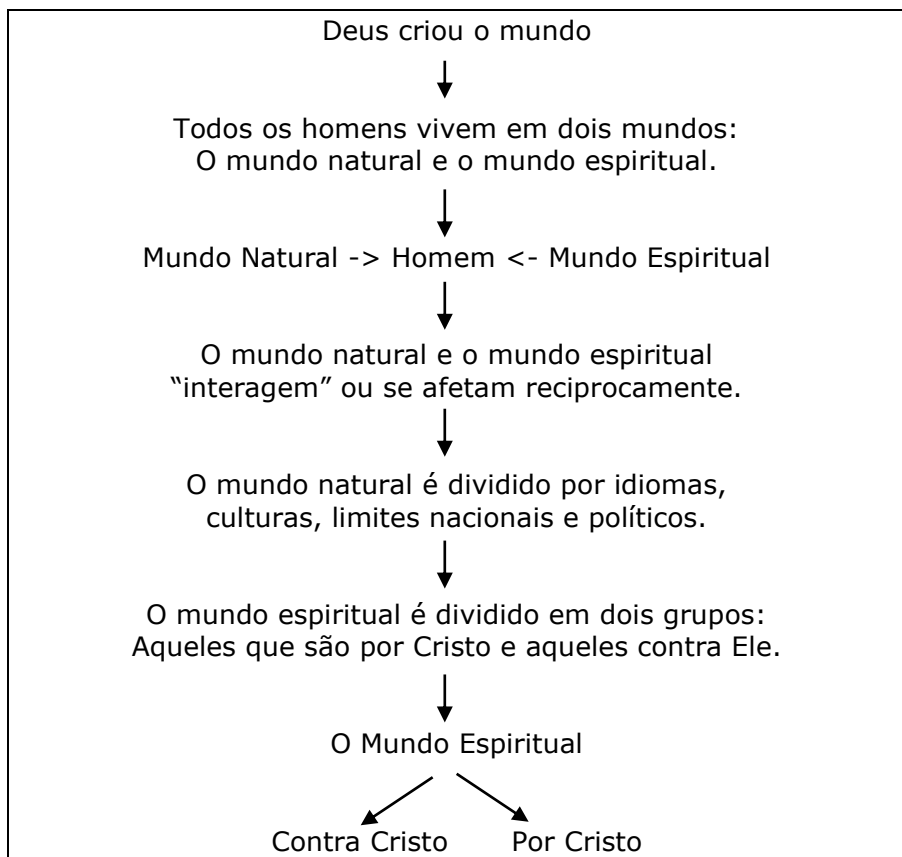 Deus criou o mundo
Todos os homens vivem em dois mundos:
O mundo natural e o mundo espiritual.
Mundo Natural -> Homem <- Mundo Espiritual
O mundo natural e o mundo espiritual
“interagem” ou se afetam reciprocamente.
O mundo natural é dividido por idiomas,
culturas, limites nacionais e políticos.
O mundo espiritual é dividido em dois grupos:
Aqueles que são por Cristo e aqueles contra Ele.
O Mundo Espiritual
Contra Cristo Por Cristo